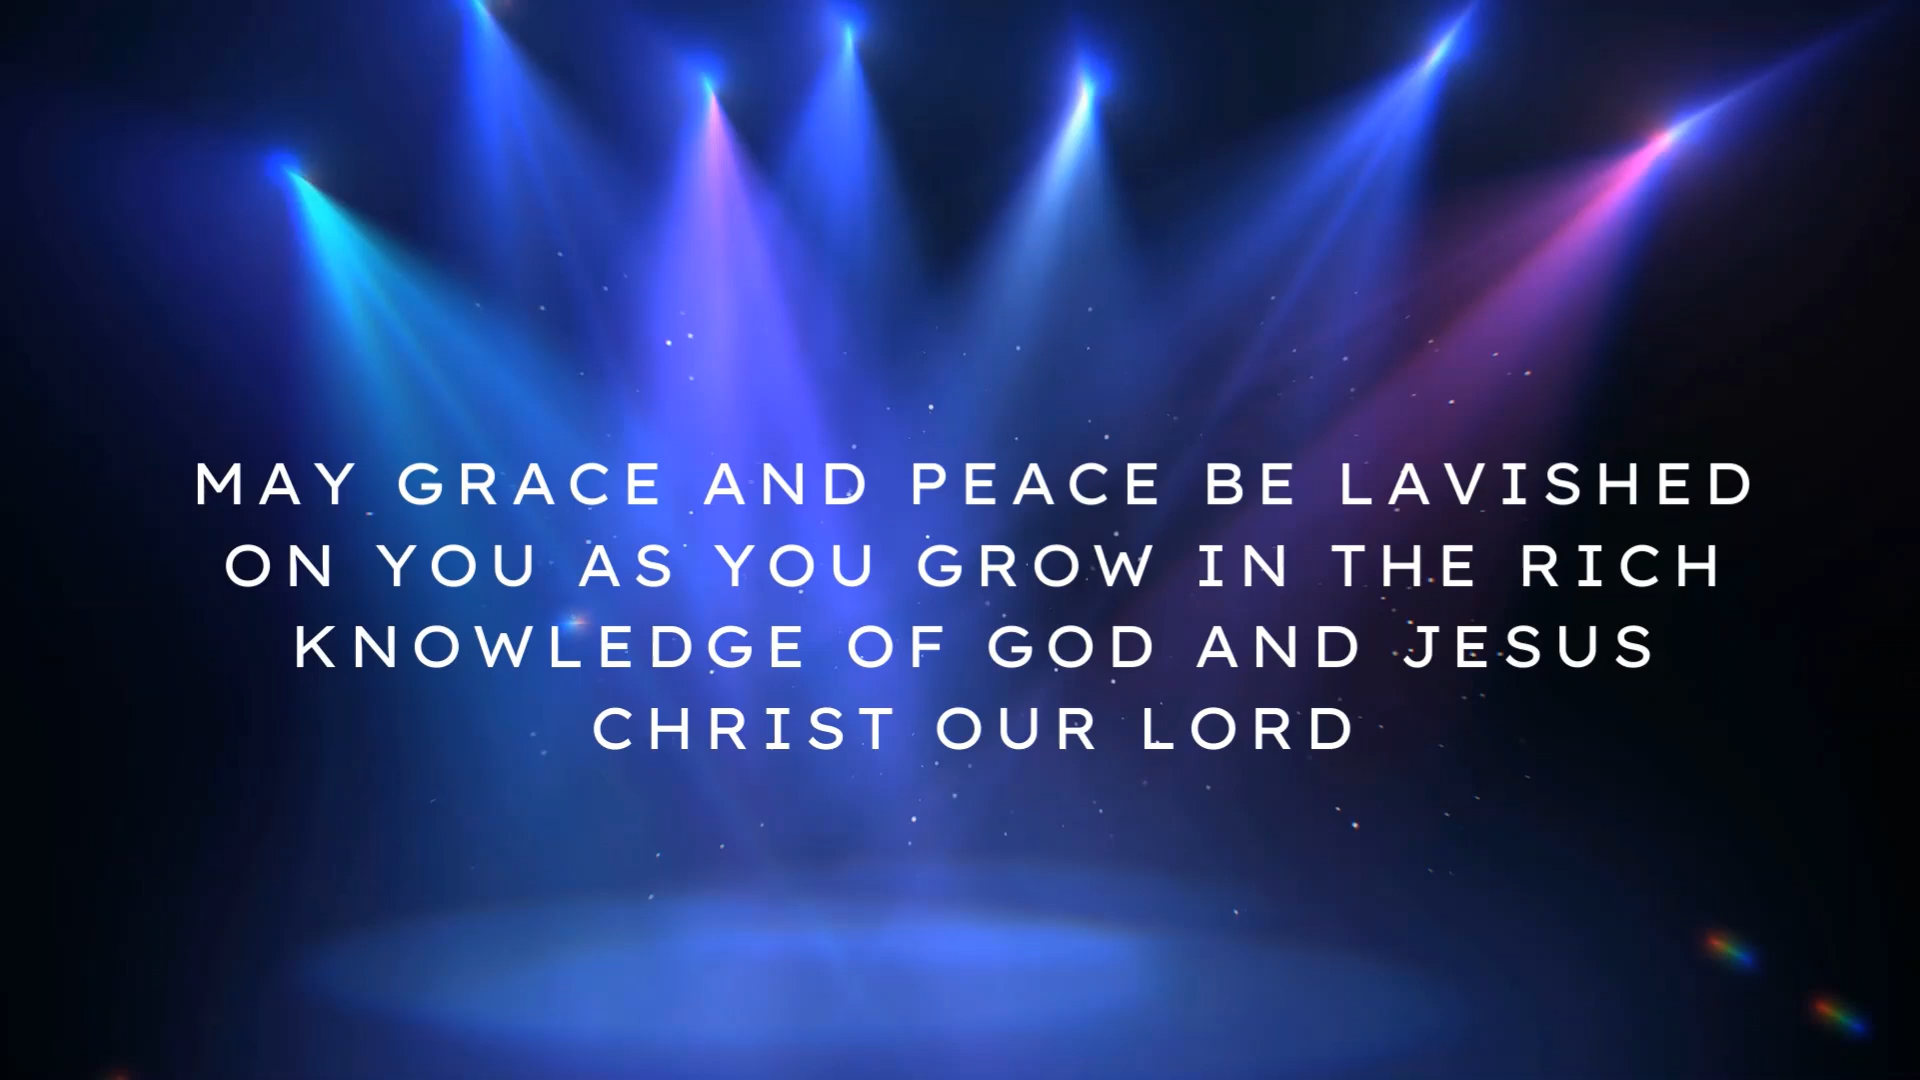 MAY GRACE AND PEACE BE LAVISHED
ON YOU AS YOU GROW IN THE RICH
KNOWLEDGE OF GOD AND JESUS
CHRIST OUR LORD